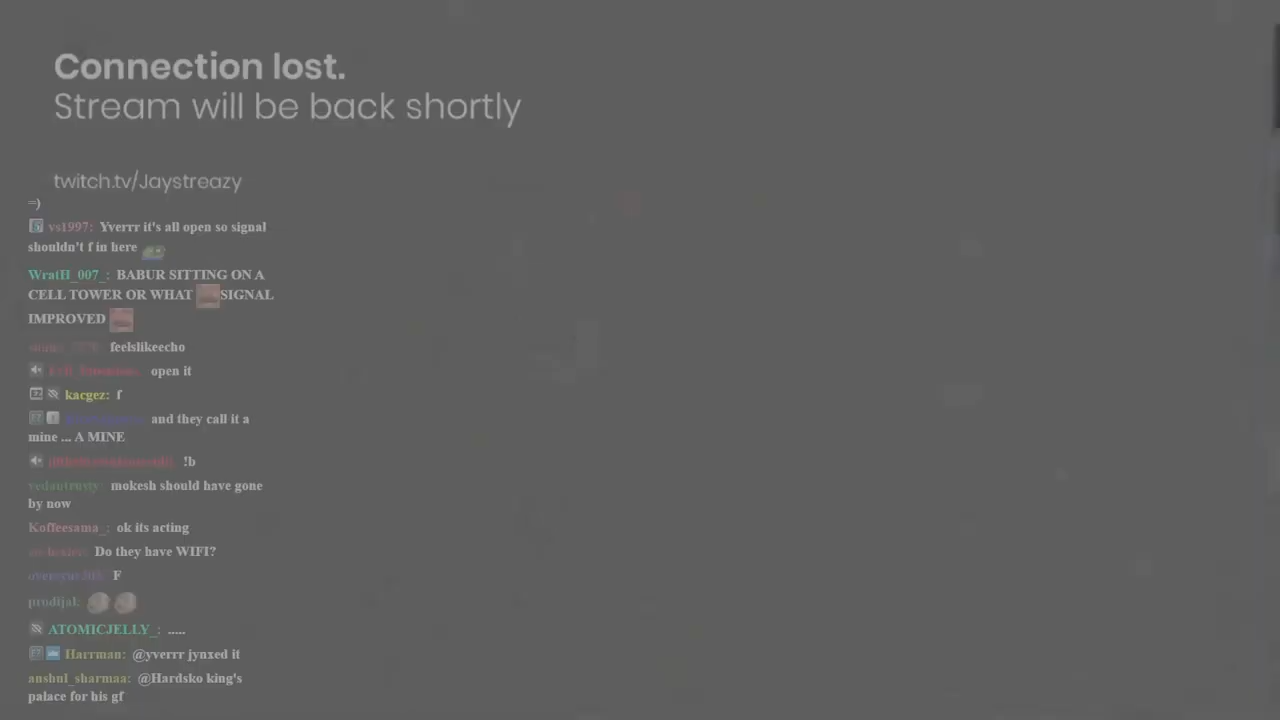 Connection lost.
Stream will be back shortly
twitch.tv/Jaystreazy
=)
vs1997: Yverrr it's all open so signal
shouldn't f in here
WratH_007_: BABUR SITTING ON A
CELL TOWER OR WHAT SIGNAL
IMPROVED
feelslikeecho
open it
kacgez: f
and they call it a
mine ... A MINE
!b
mokesh should have gone
by now
Koffeesama_: ok its acting
Do they have WIFI?
F
prodijal:
ATOMICJELLY_: .....
Harrman: @yverrr jynxed it
anshul_sharmaa: @Hardsko king's
palace for his gf